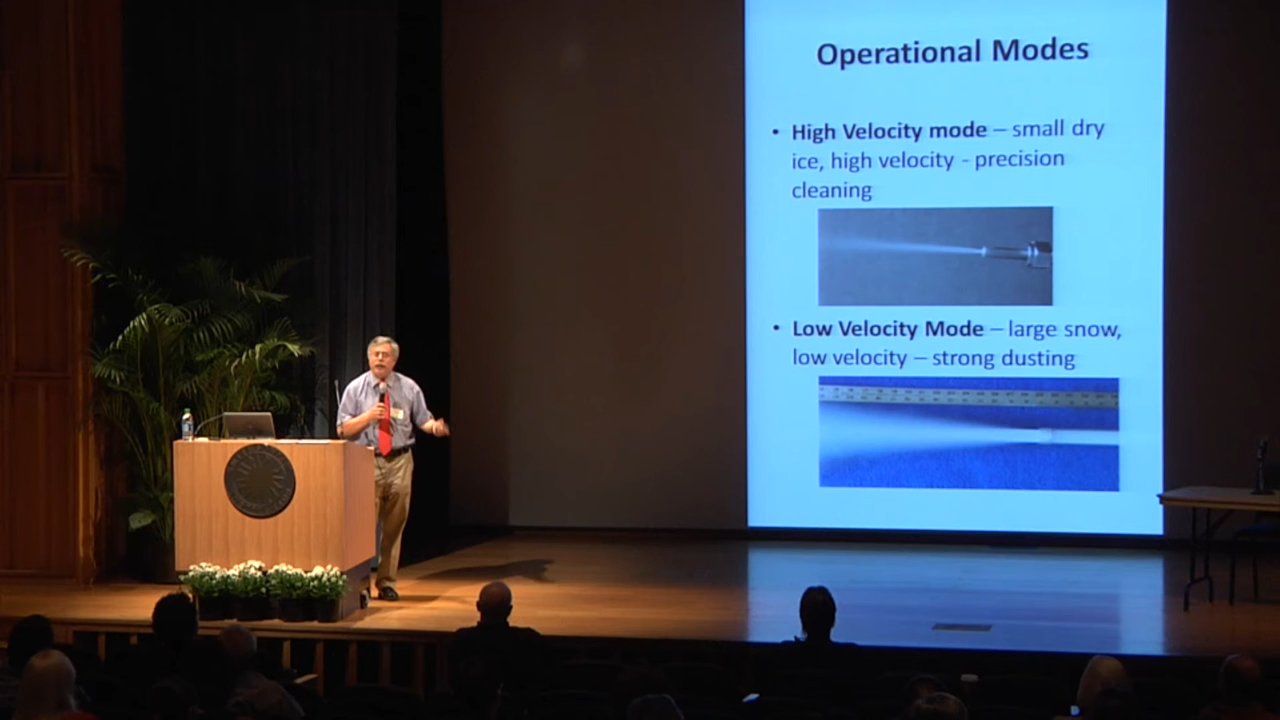 Operational Modes
• High Velocity mode – small dry
ice, high velocity - precision
cleaning
• Low Velocity Mode – large snow,
low velocity – strong dusting